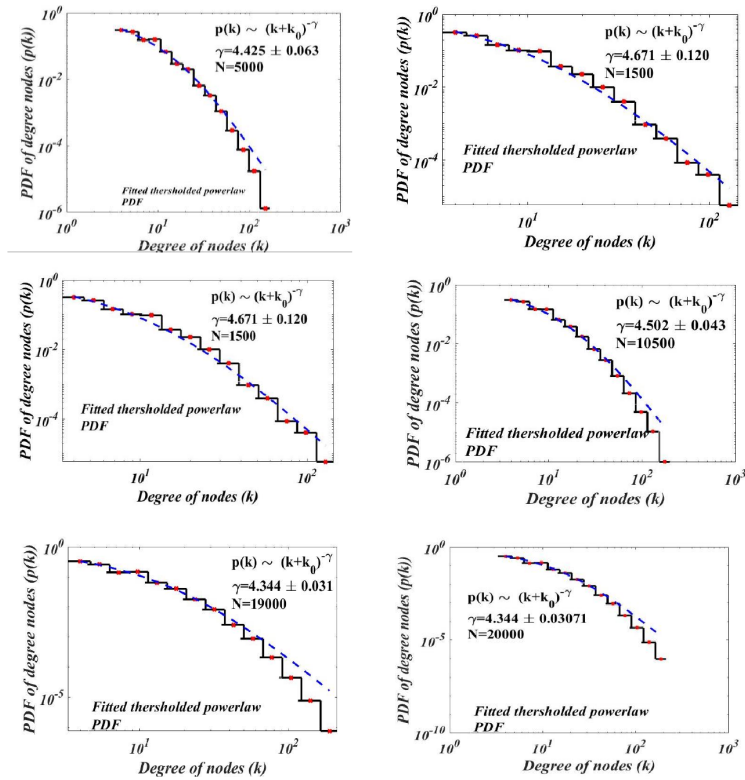 PDF of degree nodes (p(k))
10^0
10^-2
10^-4
10^-6
p(k) ∼ (k+k_0)^-γ
γ=4.425 ± 0.063
N=5000
Fitted thersholded powerlaw
PDF
10^0 10^1 10^2 10^3
Degree of nodes (k)
PDF of degree nodes (p(k))
10^0
10^-2
10^-4
p(k) ∼ (k+k_0)^-γ
γ=4.671 ± 0.120
N=1500
Fitted thersholded powerlaw
PDF
10^1 10^2
Degree of nodes (k)
PDF of degree nodes (p(k))
10^0
10^-2
10^-4
p(k) ∼ (k+k_0)^-γ
γ=4.671 ± 0.120
N=1500
Fitted thersholded powerlaw
PDF
10^1 10^2
Degree of nodes (k)
PDF of degree nodes (p(k))
10^0
10^-2
10^-4
10^-6
p(k) ∼ (k+k_0)^-γ
γ=4.502 ± 0.043
N=10500
Fitted thersholded powerlaw
PDF
10^0 10^1 10^2 10^3
Degree of nodes (k)
PDF of degree nodes (p(k))
10^0
10^-5
p(k) ∼ (k+k_0)^-γ
γ=4.344 ± 0.031
N=19000
Fitted thersholded powerlaw
PDF
10^1 10^2
Degree of nodes (k)
PDF of degree nodes (p(k))
10^0
10^-5
10^-10
p(k) ∼ (k+k_0)^-γ
γ=4.344 ± 0.03071
N=20000
Fitted thersholded powerlaw
PDF
10^0 10^1 10^2 10^3
Degree of nodes (k)